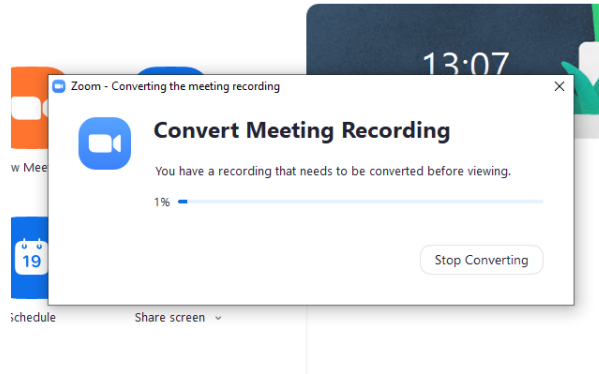 13:07
Zoom - Converting the meeting recording
Convert Meeting Recording
w Mee
You have a recording that needs to be converted before viewing.
1%
Stop Converting
19
Schedule
Share screen